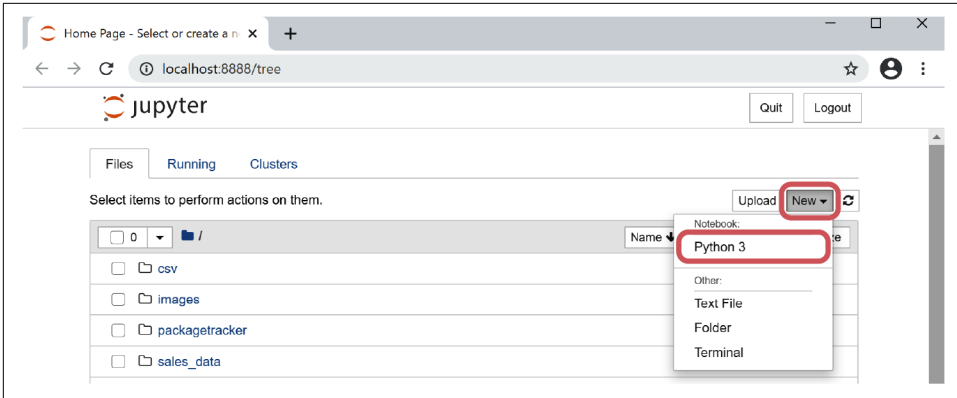 Home Page - Select or create a n
localhost:8888/tree
jupyter
Quit Logout
Files Running Clusters
Select items to perform actions on them.
Upload New
0 / Name
Notebook:
Python 3
csv
Other:
images
Text File
packagetracker
Folder
Terminal
sales_data